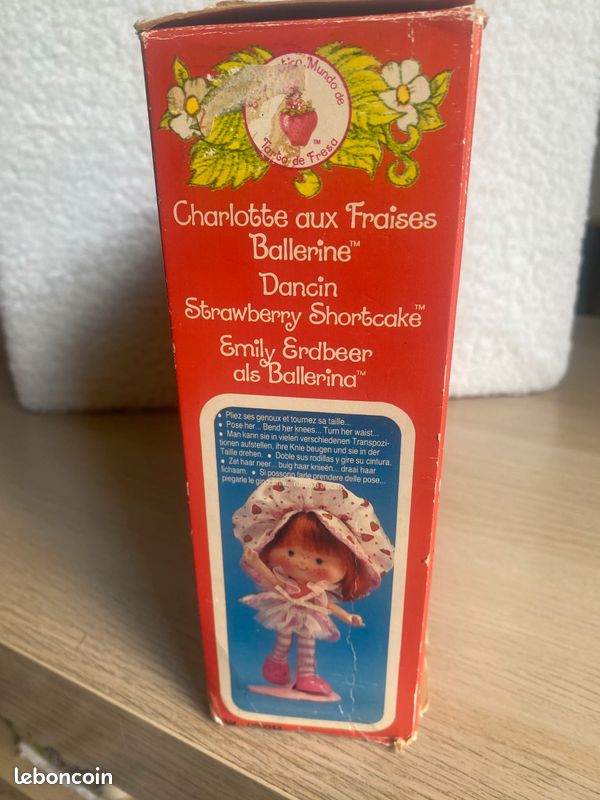 Mundo de
Tarta de Fresa
Charlotte aux Fraises
Ballerine™
Dancin
Strawberry Shortcake™
Emily Erdbeer
als Ballerina™
• Pliez ses genoux et tournez sa taille...
• Pose her... Bend her knees... Turn her waist...
• Man kann sie in vielen verschiedenen Transpozi-
tionen aufstellen, ihre Knie beugen und sie in der
Taille drehen. • Doble sus rodillas y gire su cintura.
• Zet haar neer... buig haar knieën... draai haar
lichaam. • Si possono farle prendere delle pose...
piegarle le
leboncoin